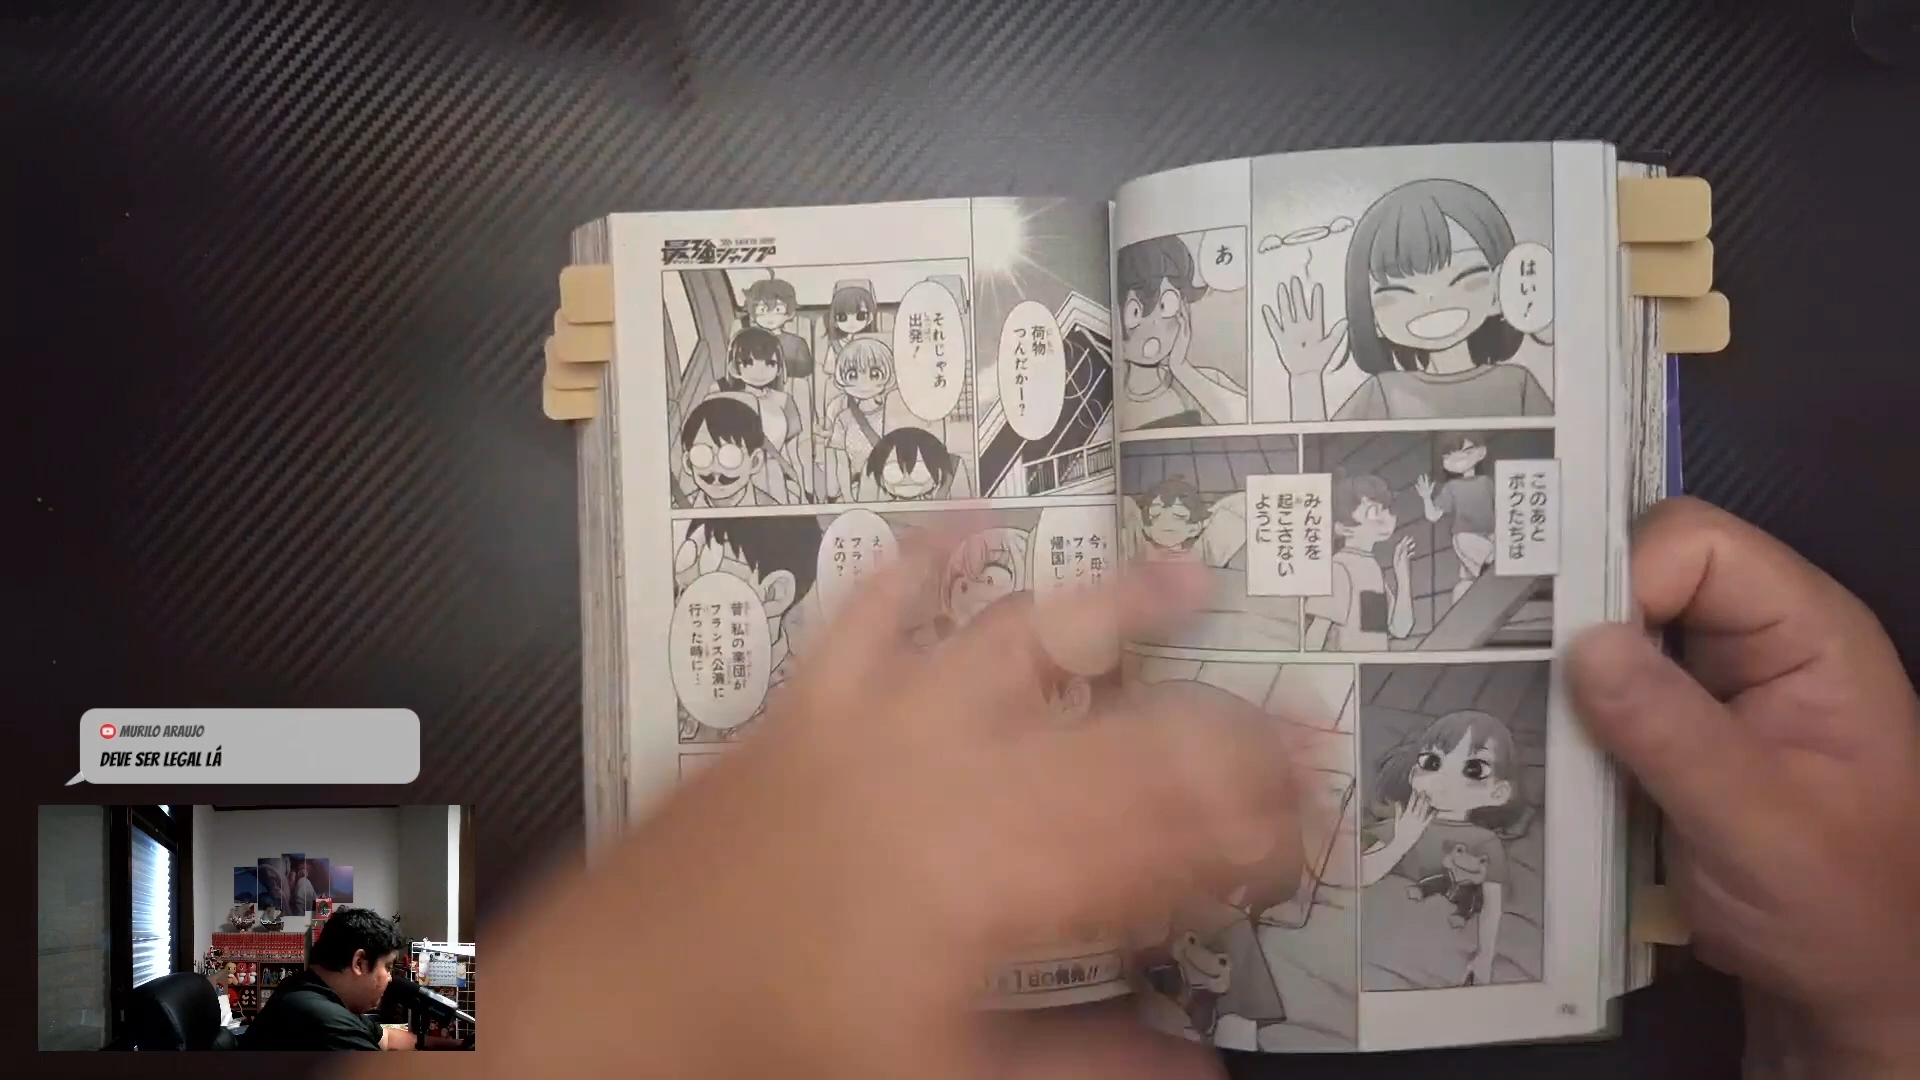 はい!
あ
このあと
ボクたちは
みんなを
起こさない
ように
最強ジャンプ
荷物
つんだかー?
それじゃあ
出発!
なの?
昔 私の楽団が
フランス公演に
行った時に…
MURILO ARAUJO
DEVE SER LEGAL LÁ